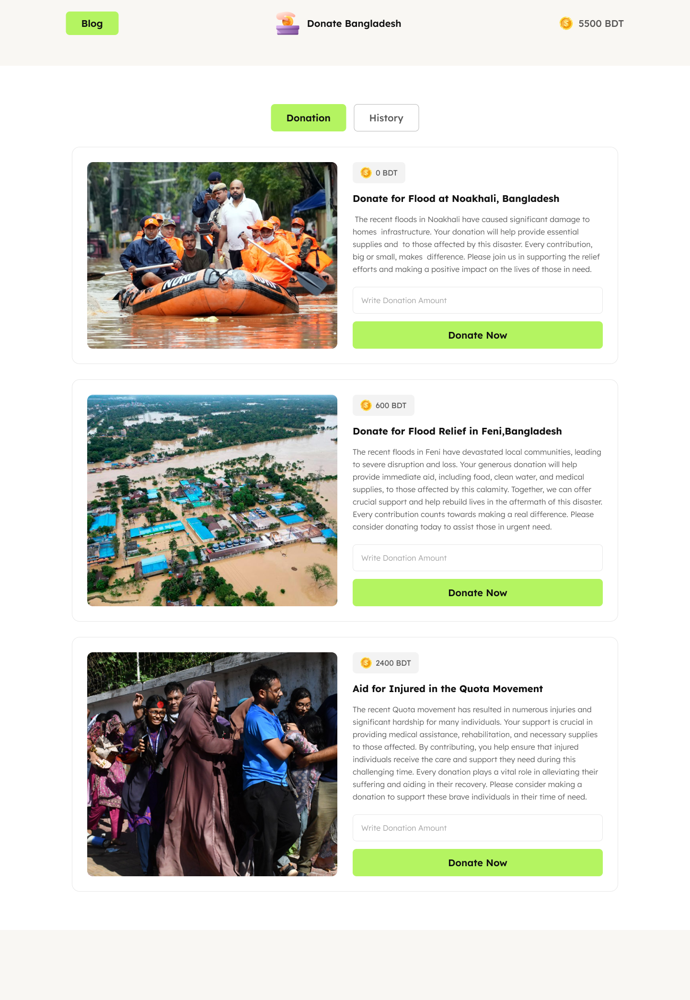 Blog
Donate Bangladesh
5500 BDT
Donation
History
0 BDT
Donate for Flood at Noakhali, Bangladesh
The recent floods in Noakhali have caused significant damage to
homes  infrastructure. Your donation will help provide essential
supplies and  to those affected by this disaster. Every contribution,
big or small, makes  difference. Please join us in supporting the relief
efforts and making a positive impact on the lives of those in need.
Write Donation Amount
Donate Now
600 BDT
Donate for Flood Relief in Feni,Bangladesh
The recent floods in Feni have devastated local communities, leading
to severe disruption and loss. Your generous donation will help
provide immediate aid, including food, clean water, and medical
supplies, to those affected by this calamity. Together, we can offer
crucial support and help rebuild lives in the aftermath of this disaster.
Every contribution counts towards making a real difference. Please
consider donating today to assist those in urgent need.
Write Donation Amount
Donate Now
2400 BDT
Aid for Injured in the Quota Movement
The recent Quota movement has resulted in numerous injuries and
significant hardship for many individuals. Your support is crucial in
providing medical assistance, rehabilitation, and necessary supplies
to those affected. By contributing, you help ensure that injured
individuals receive the care and support they need during this
challenging time. Every donation plays a vital role in alleviating their
suffering and aiding in their recovery. Please consider making a
donation to support these brave individuals in their time of need.
Write Donation Amount
Donate Now